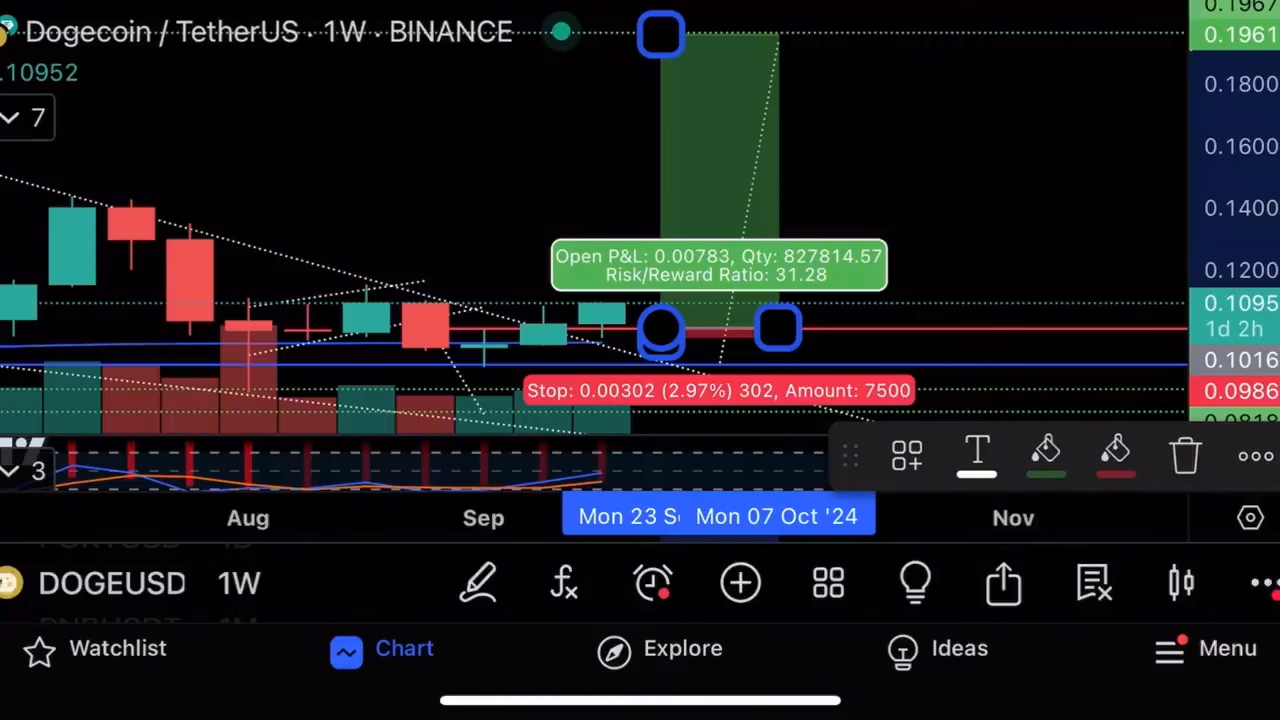 0.1967
Dogecoin / TetherUS · 1W · BINANCE
0.1961
.10952
0.1800
7
0.1600
0.1400
Open P&L: 0.00783, Qty: 827814.57
Risk/Reward Ratio: 31.28
0.1200
0.1095
1d 2h
0.1016
Stop: 0.00302 (2.97%) 302, Amount: 7500
0.0986
0.0818
3
T
Aug
Sep
Mon 23 S
Mon 07 Oct '24
Nov
DOGEUSD 1W
Watchlist
Chart
Explore
Ideas
Menu